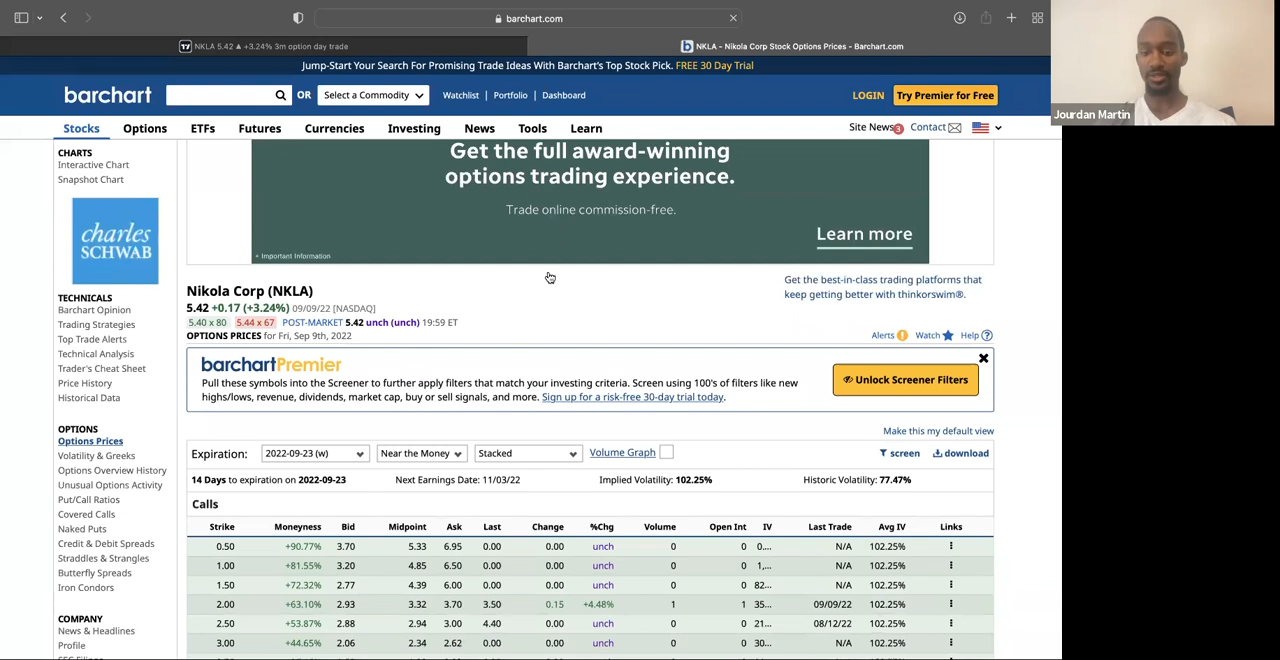 barchart.com
NKLA 5.42 ▲ +3.24% 3m option day trade
NKLA - Nikola Corp Stock Options Prices - Barchart.com
Jump-Start Your Search For Promising Trade Ideas With Barchart's Top Stock Pick. FREE 30 Day Trial
barchart OR Select a Commodity Watchlist | Portfolio | Dashboard LOGIN Try Premier for Free
Stocks Options ETFs Futures Currencies Investing News Tools Learn Site News 3 Contact
Jourdan Martin
CHARTS
Interactive Chart
Snapshot Chart
charles
SCHWAB
TECHNICALS
Barchart Opinion
Trading Strategies
Top Trade Alerts
Technical Analysis
Trader's Cheat Sheet
Price History
Historical Data
OPTIONS
Options Prices
Volatility & Greeks
Options Overview History
Unusual Options Activity
Put/Call Ratios
Covered Calls
Naked Puts
Credit & Debit Spreads
Straddles & Strangles
Butterfly Spreads
Iron Condors
COMPANY
News & Headlines
Profile
Get the full award-winning
options trading experience.
Trade online commission-free.
Learn more
+ Important Information
Nikola Corp (NKLA)
5.42 +0.17 (+3.24%) 09/09/22 [NASDAQ]
5.40 x 80 5.44 x 67 POST-MARKET 5.42 unch (unch) 19:59 ET
OPTIONS PRICES for Fri, Sep 9th, 2022
Get the best-in-class trading platforms that
keep getting better with thinkorswim®.
Alerts Watch Help
barchartPremier
Pull these symbols into the Screener to further apply filters that match your investing criteria. Screen using 100's of filters like new
highs/lows, revenue, dividends, market cap, buy or sell signals, and more. Sign up for a risk-free 30-day trial today.
Unlock Screener Filters
Make this my default view
Expiration: 2022-09-23 (w) Near the Money Stacked Volume Graph screen download
14 Days to expiration on 2022-09-23 Next Earnings Date: 11/03/22 Implied Volatility: 102.25% Historic Volatility: 77.47%
Calls
Strike Moneyness Bid Midpoint Ask Last Change %Chg Volume Open Int IV Last Trade Avg IV Links
0.50 +90.77% 3.70 5.33 6.95 0.00 0.00 unch 0 0 0.... N/A 102.25%
1.00 +81.55% 3.20 4.85 6.50 0.00 0.00 unch 0 0 1,... N/A 102.25%
1.50 +72.32% 2.77 4.39 6.00 0.00 0.00 unch 0 0 82... N/A 102.25%
2.00 +63.10% 2.93 3.32 3.70 3.50 0.15 +4.48% 1 1 35... 09/09/22 102.25%
2.50 +53.87% 2.88 2.94 3.00 4.40 0.00 unch 0 0 21... 08/12/22 102.25%
3.00 +44.65% 2.06 2.34 2.62 0.00 0.00 unch 0 0 30... N/A 102.25%